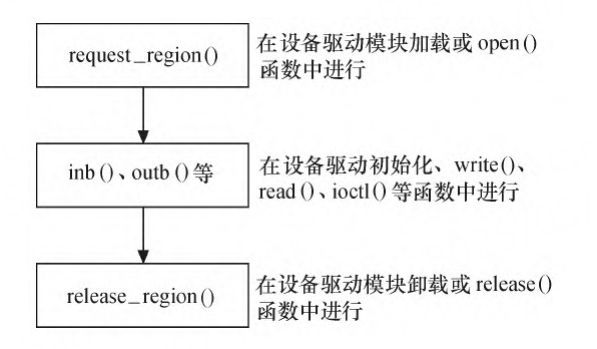 request_region()
在设备驱动模块加载或 open()
函数中进行
inb()、outb()等
在设备驱动初始化、write()、
read()、ioctl()等函数中进行
release_region()
在设备驱动模块卸载或 release()
函数中进行